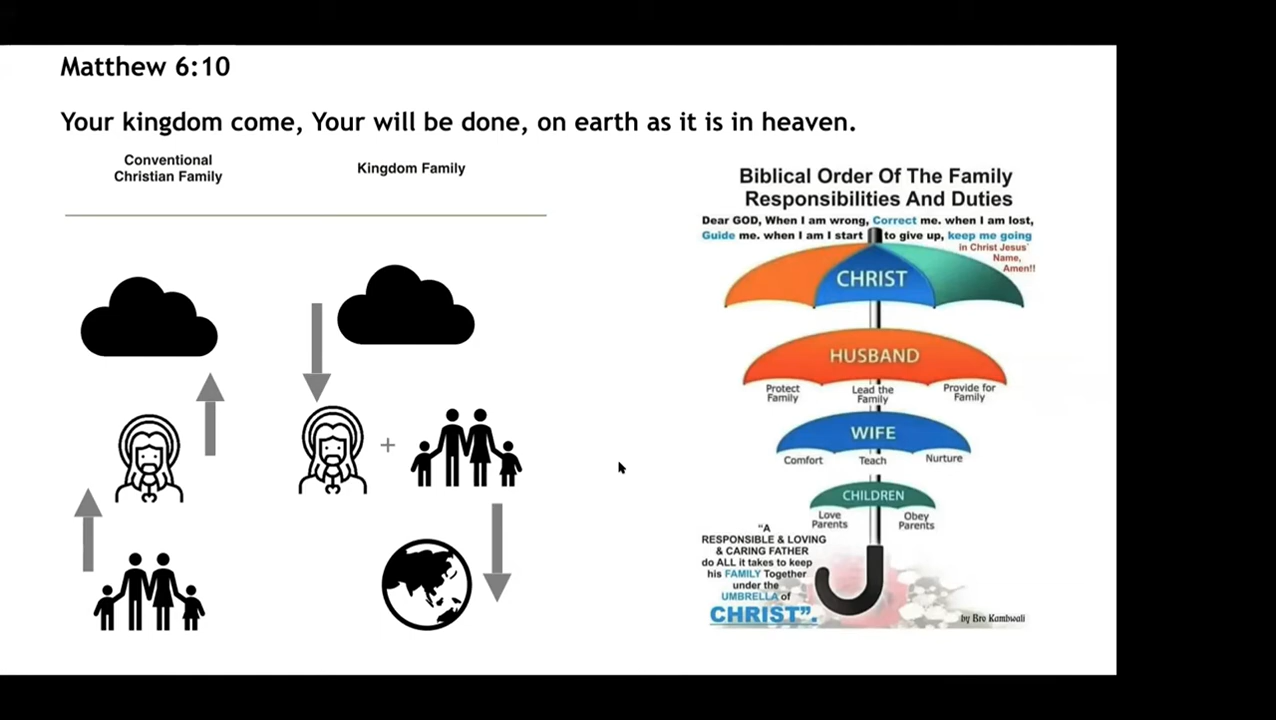 Matthew 6:10
Your kingdom come, Your will be done, on earth as it is in heaven.
Conventional
Christian Family
Kingdom Family
+
Biblical Order Of The Family
Responsibilities And Duties
Dear GOD, When I am wrong, Correct me. when I am lost,
Guide me. when I am I start to give up, keep me going
in Christ Jesus'
Name,
Amen!!
CHRIST
HUSBAND
Protect
Family
Lead the
Family
Provide for
Family
WIFE
Comfort
Teach
Nurture
CHILDREN
Love
Parents
Obey
Parents
"A
RESPONSIBLE & LOVING
& CARING FATHER
do ALL it takes to keep
his FAMILY Together
under the
UMBRELLA of
CHRIST".
by Bro Kambwali